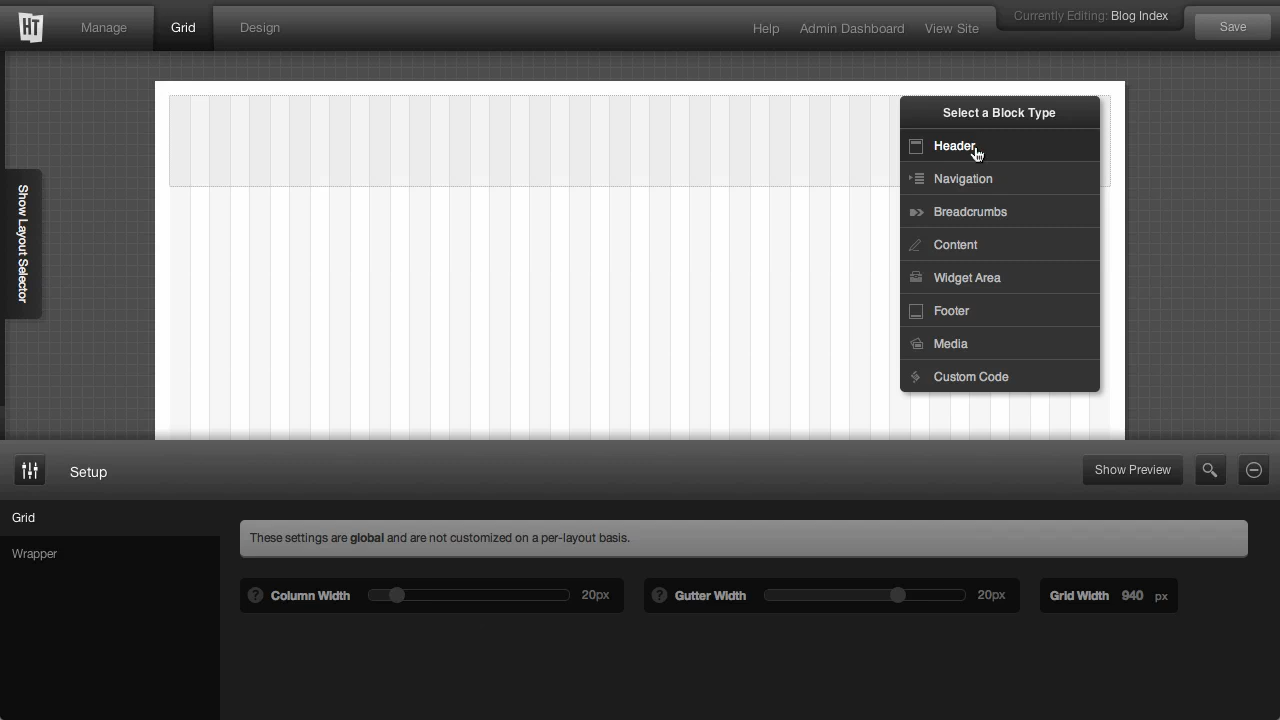 HT
Manage
Grid
Design
Help
Admin Dashboard
View Site
Currently Editing: Blog Index
Save
Show Layout Selector
Select a Block Type
Header
Navigation
Breadcrumbs
Content
Widget Area
Footer
Media
Custom Code
Setup
Show Preview
Grid
Wrapper
These settings are global and are not customized on a per-layout basis.
? Column Width 20px
? Gutter Width 20px
Grid Width 940 px